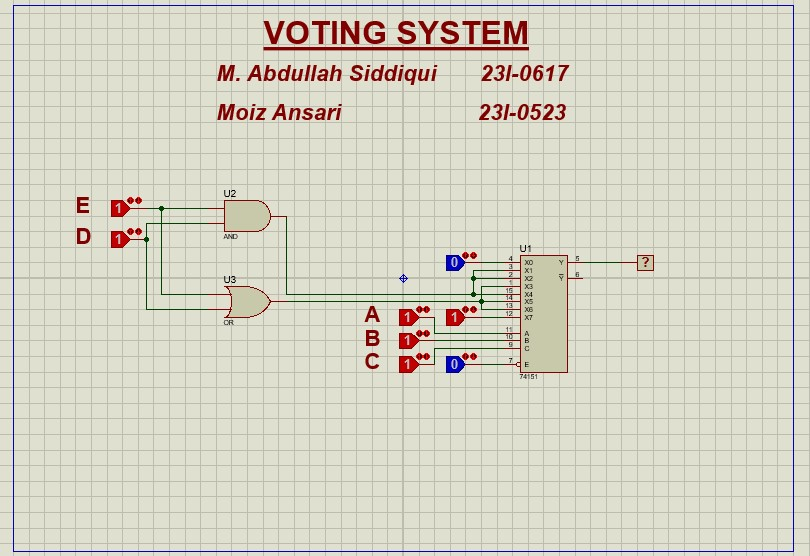 VOTING SYSTEM
M. Abdullah Siddiqui 23I-0617
Moiz Ansari 23I-0523
E 1
D 1
U2
AND
U3
OR
A 1
B 1
C 1
0
1
0
U1
4 X0 Y 5
3 X1
2 X2 Y 6
1 X3
15 X4
14 X5
13 X6
12 X7
11 A
10 B
9 C
7 E
74151
?